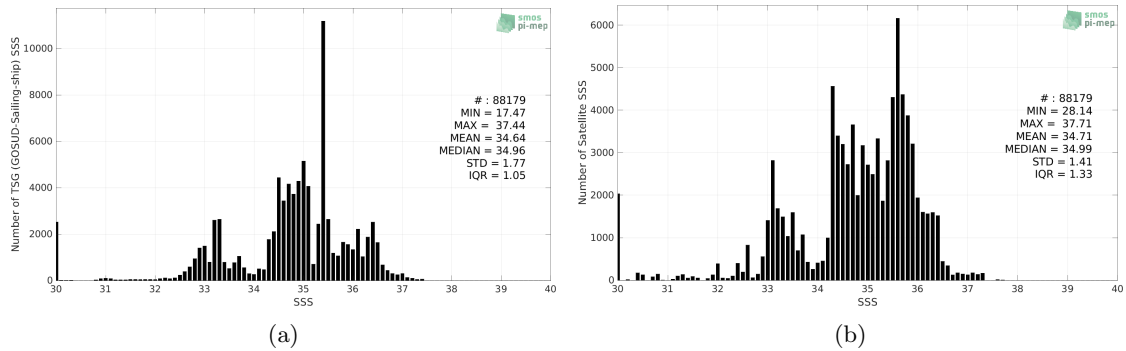 smos
pi-mep
Number of TSG (GOSUD-Sailing-ship) SSS
10000
8000
6000
4000
2000
0
# : 88179
MIN = 17.47
MAX = 37.44
MEAN = 34.64
MEDIAN = 34.96
STD = 1.77
IQR = 1.05
30 31 32 33 34 35 36 37 38 39 40
SSS
(a)
smos
pi-mep
Number of Satellite SSS
6000
5000
4000
3000
2000
1000
0
# : 88179
MIN = 28.14
MAX = 37.71
MEAN = 34.71
MEDIAN = 34.99
STD = 1.41
IQR = 1.33
30 31 32 33 34 35 36 37 38 39 40
SSS
(b)